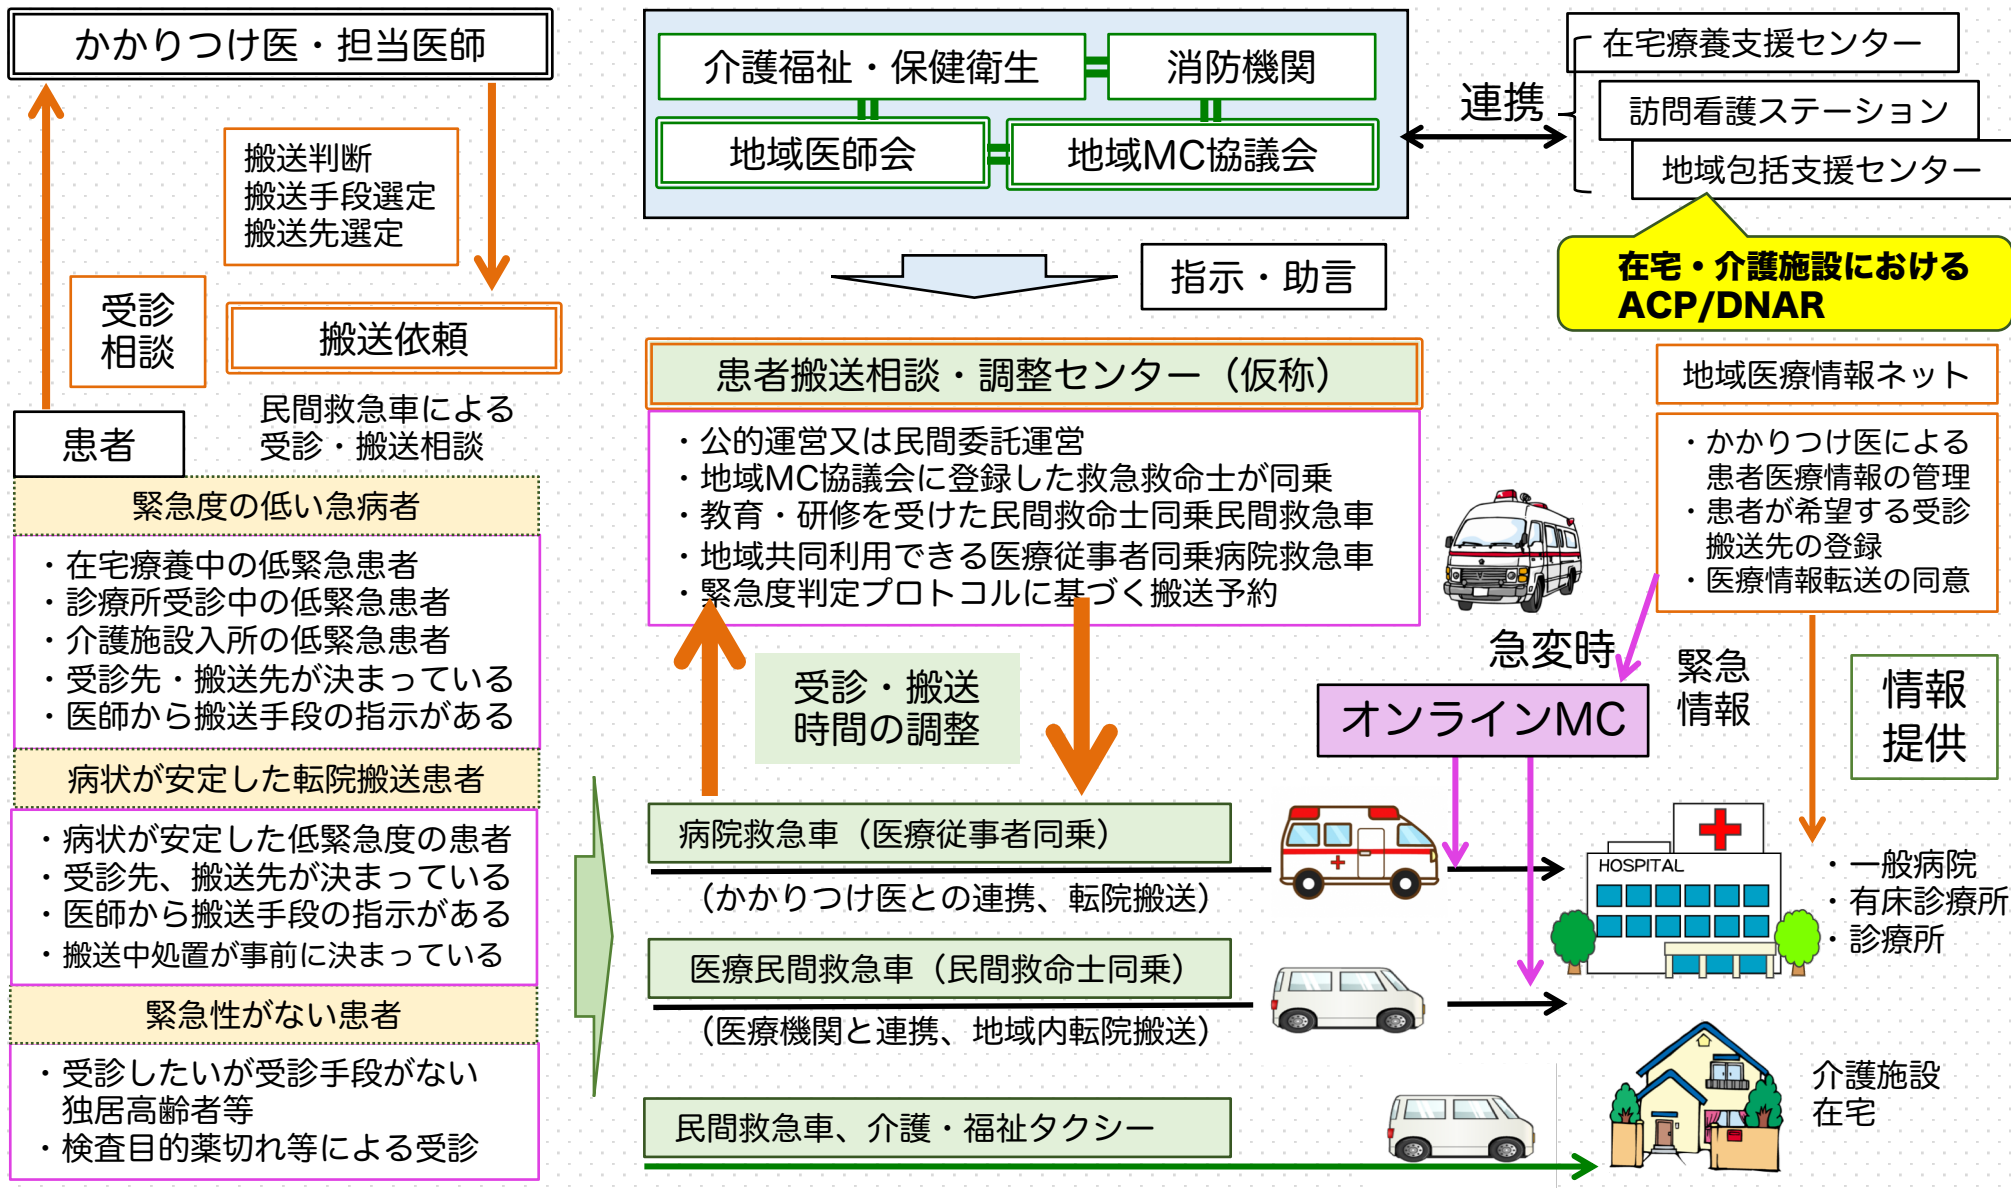 かかりつけ医・担当医師
搬送判断
搬送手段選定
搬送先選定
受診
相談
搬送依頼
民間救急車による
受診・搬送相談
患者
緊急度の低い急病者
・在宅療養中の低緊急患者
・診療所受診中の低緊急患者
・介護施設入所の低緊急患者
・受診先・搬送先が決まっている
・医師から搬送手段の指示がある
病状が安定した転院搬送患者
・病状が安定した低緊急度の患者
・受診先、搬送先が決まっている
・医師から搬送手段の指示がある
・搬送中処置が事前に決まっている
緊急性がない患者
・受診したいが受診手段がない
独居高齢者等
・検査目的薬切れ等による受診
介護福祉・保健衛生
消防機関
地域医師会
地域MC協議会
連携
在宅療養支援センター
訪問看護ステーション
地域包括支援センター
在宅・介護施設における
ACP/DNAR
指示・助言
患者搬送相談・調整センター（仮称）
・公的運営又は民間委託運営
・地域MC協議会に登録した救急救命士が同乗
・教育・研修を受けた民間救命士同乗民間救急車
・地域共同利用できる医療従事者同乗病院救急車
・緊急度判定プロトコルに基づく搬送予約
地域医療情報ネット
・かかりつけ医による
患者医療情報の管理
・患者が希望する受診
搬送先の登録
・医療情報転送の同意
受診・搬送
時間の調整
急変時
オンラインMC
緊急
情報
情報
提供
病院救急車（医療従事者同乗）
（かかりつけ医との連携、転院搬送）
医療民間救急車（民間救命士同乗）
（医療機関と連携、地域内転院搬送）
民間救急車、介護・福祉タクシー
HOSPITAL
・一般病院
・有床診療所
・診療所
介護施設
在宅